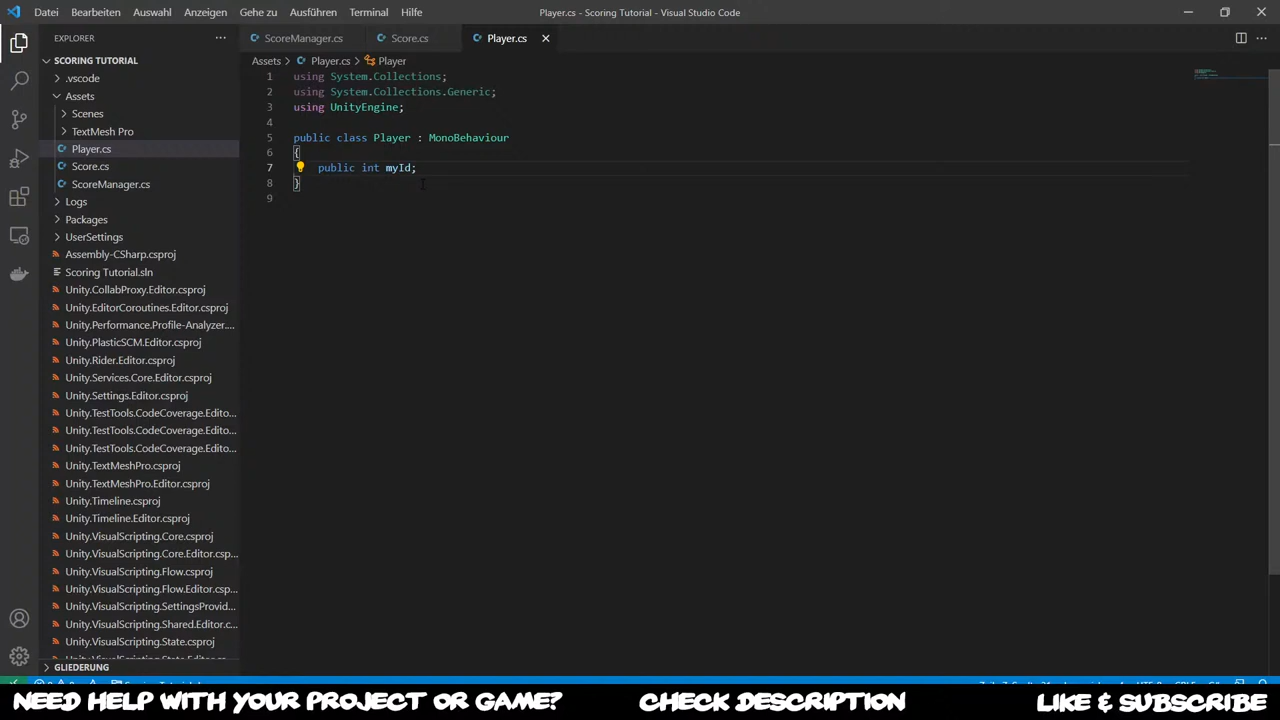 Datei Bearbeiten Auswahl Anzeigen Gehe zu Ausführen Terminal Hilfe
Player.cs - Scoring Tutorial - Visual Studio Code
EXPLORER
ScoreManager.cs
Score.cs
Player.cs
SCORING TUTORIAL
.vscode
Assets
Scenes
TextMesh Pro
Player.cs
Score.cs
ScoreManager.cs
Logs
Packages
UserSettings
Assembly-CSharp.csproj
Scoring Tutorial.sln
Unity.CollabProxy.Editor.csproj
Unity.EditorCoroutines.Editor.csproj
Unity.Performance.Profile-Analyzer....
Unity.PlasticSCM.Editor.csproj
Unity.Rider.Editor.csproj
Unity.Services.Core.Editor.csproj
Unity.Settings.Editor.csproj
Unity.TestTools.CodeCoverage.Edito...
Unity.TestTools.CodeCoverage.Edito...
Unity.TestTools.CodeCoverage.Edito...
Unity.TextMeshPro.csproj
Unity.TextMeshPro.Editor.csproj
Unity.Timeline.csproj
Unity.Timeline.Editor.csproj
Unity.VisualScripting.Core.csproj
Unity.VisualScripting.Core.Editor.csp...
Unity.VisualScripting.Flow.csproj
Unity.VisualScripting.Flow.Editor.csp...
Unity.VisualScripting.SettingsProvid...
Unity.VisualScripting.Shared.Editor.c...
Unity.VisualScripting.State.csproj
GLIEDERUNG
Assets > Player.cs > Player
1 using System.Collections;
2 using System.Collections.Generic;
3 using UnityEngine;
4
5 public class Player : MonoBehaviour
6 {
7 public int myId;
8 }
9
NEED HELP WITH YOUR PROJECT OR GAME?
CHECK DESCRIPTION
LIKE & SUBSCRIBE